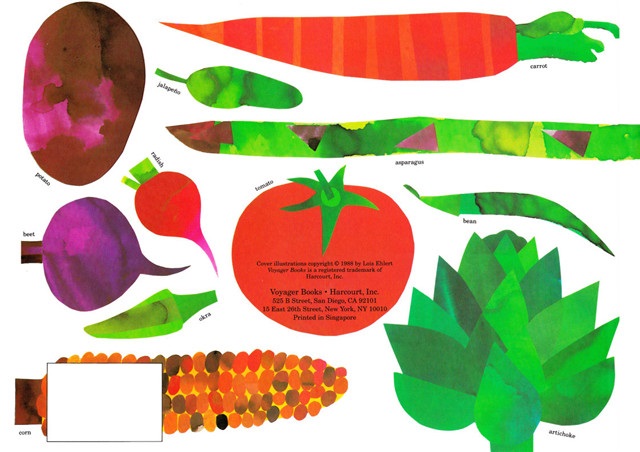 carrot
jalapeño
asparagus
potato
radish
tomato
bean
beet
Cover illustrations copyright © 1988 by Lois Ehlert
Voyager Books is a registered trademark of
Harcourt, Inc.
Voyager Books • Harcourt, Inc.
525 B Street, San Diego, CA 92101
15 East 26th Street, New York, NY 10010
Printed in Singapore
okra
corn
artichoke